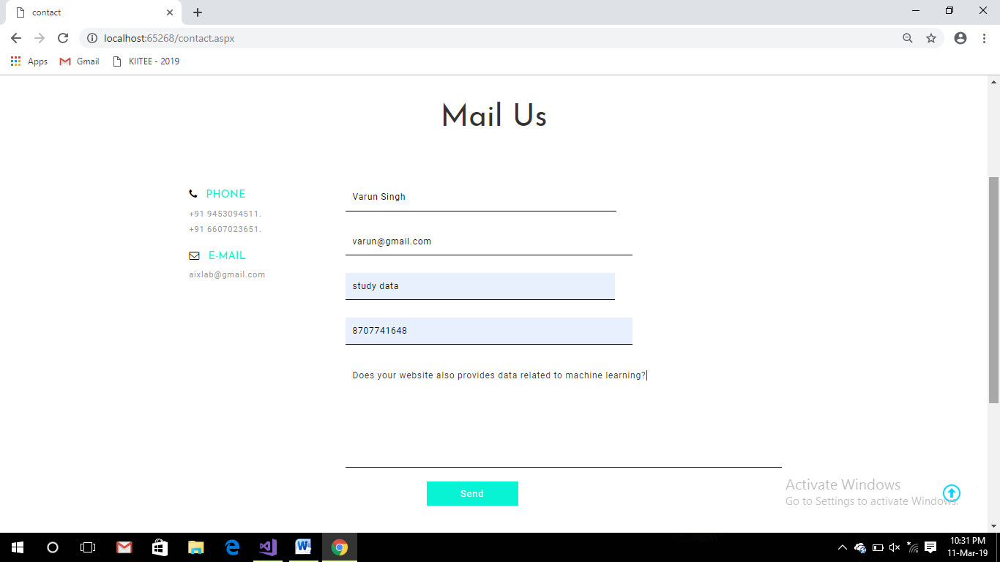 contact
localhost:65268/contact.aspx
Apps Gmail KIITEE - 2019
Mail Us
PHONE
+91 9453094511.
+91 6607023651.
E-MAIL
aixlab@gmail.com
Varun Singh
varun@gmail.com
study data
8707741648
Does your website also provides data related to machine learning?
Send
Activate Windows
Go to Settings to activate Windows.
10:31 PM
11-Mar-19